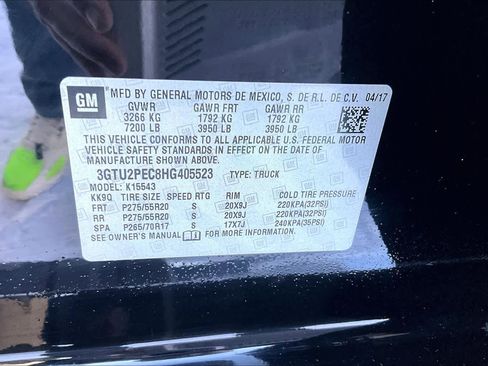 GM
MFD BY GENERAL MOTORS DE MEXICO, S. DE R.L. DE C.V. 04/17
GVWR GAWR FRT GAWR RR
3266 KG 1792 KG 1792 KG
7200 LB 3950 LB 3950 LB
THIS VEHICLE CONFORMS TO ALL APPLICABLE U.S. FEDERAL MOTOR
VEHICLE SAFETY STANDARDS IN EFFECT ON THE DATE OF
MANUFACTURE SHOWN ABOVE.
3GTU2PEC8HG405523 TYPE: TRUCK
MODEL: K15543
KK9Q TIRE SIZE SPEED RTG RIM COLD TIRE PRESSURE
FRT P275/55R20 S 20X9J 220KPA(32PSI)
RR P275/55R20 S 20X9J 220KPA(32PSI)
SPA P265/70R17 S 17X7J 240KPA(35PSI)
SEE OWNER'S MANUAL FOR MORE INFORMATION.